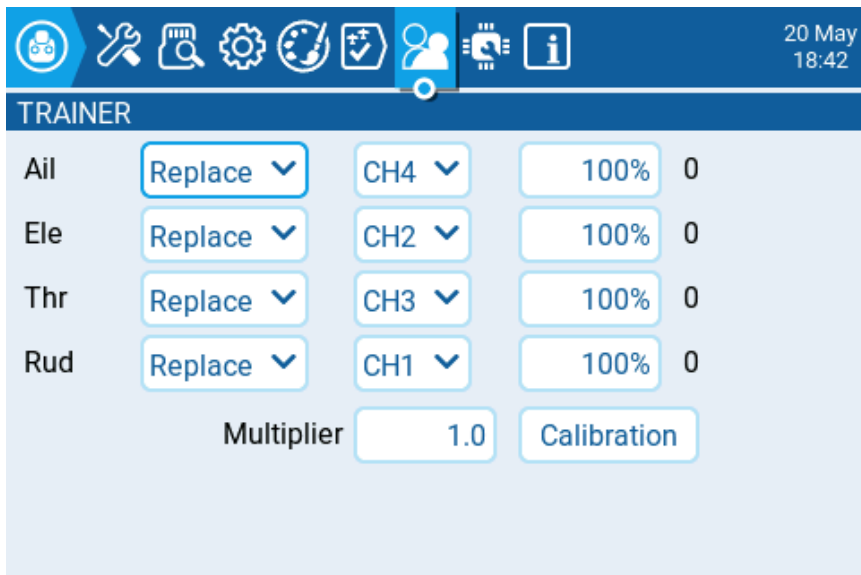 20 May
18:42
TRAINER
Ail Replace CH4 100% 0
Ele Replace CH2 100% 0
Thr Replace CH3 100% 0
Rud Replace CH1 100% 0
Multiplier 1.0 Calibration